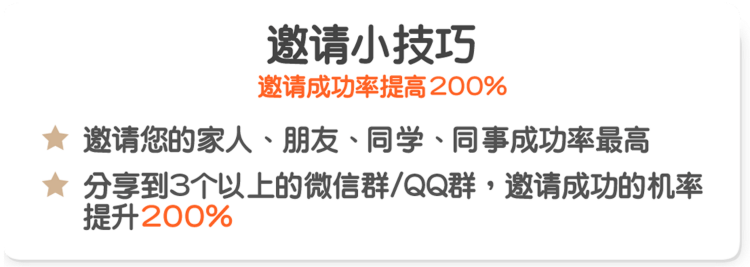 邀请小技巧
邀请成功率提高200%
邀请您的家人、朋友、同学、同事成功率最高
分享到3个以上的微信群/QQ群，邀请成功的机率
提升200%